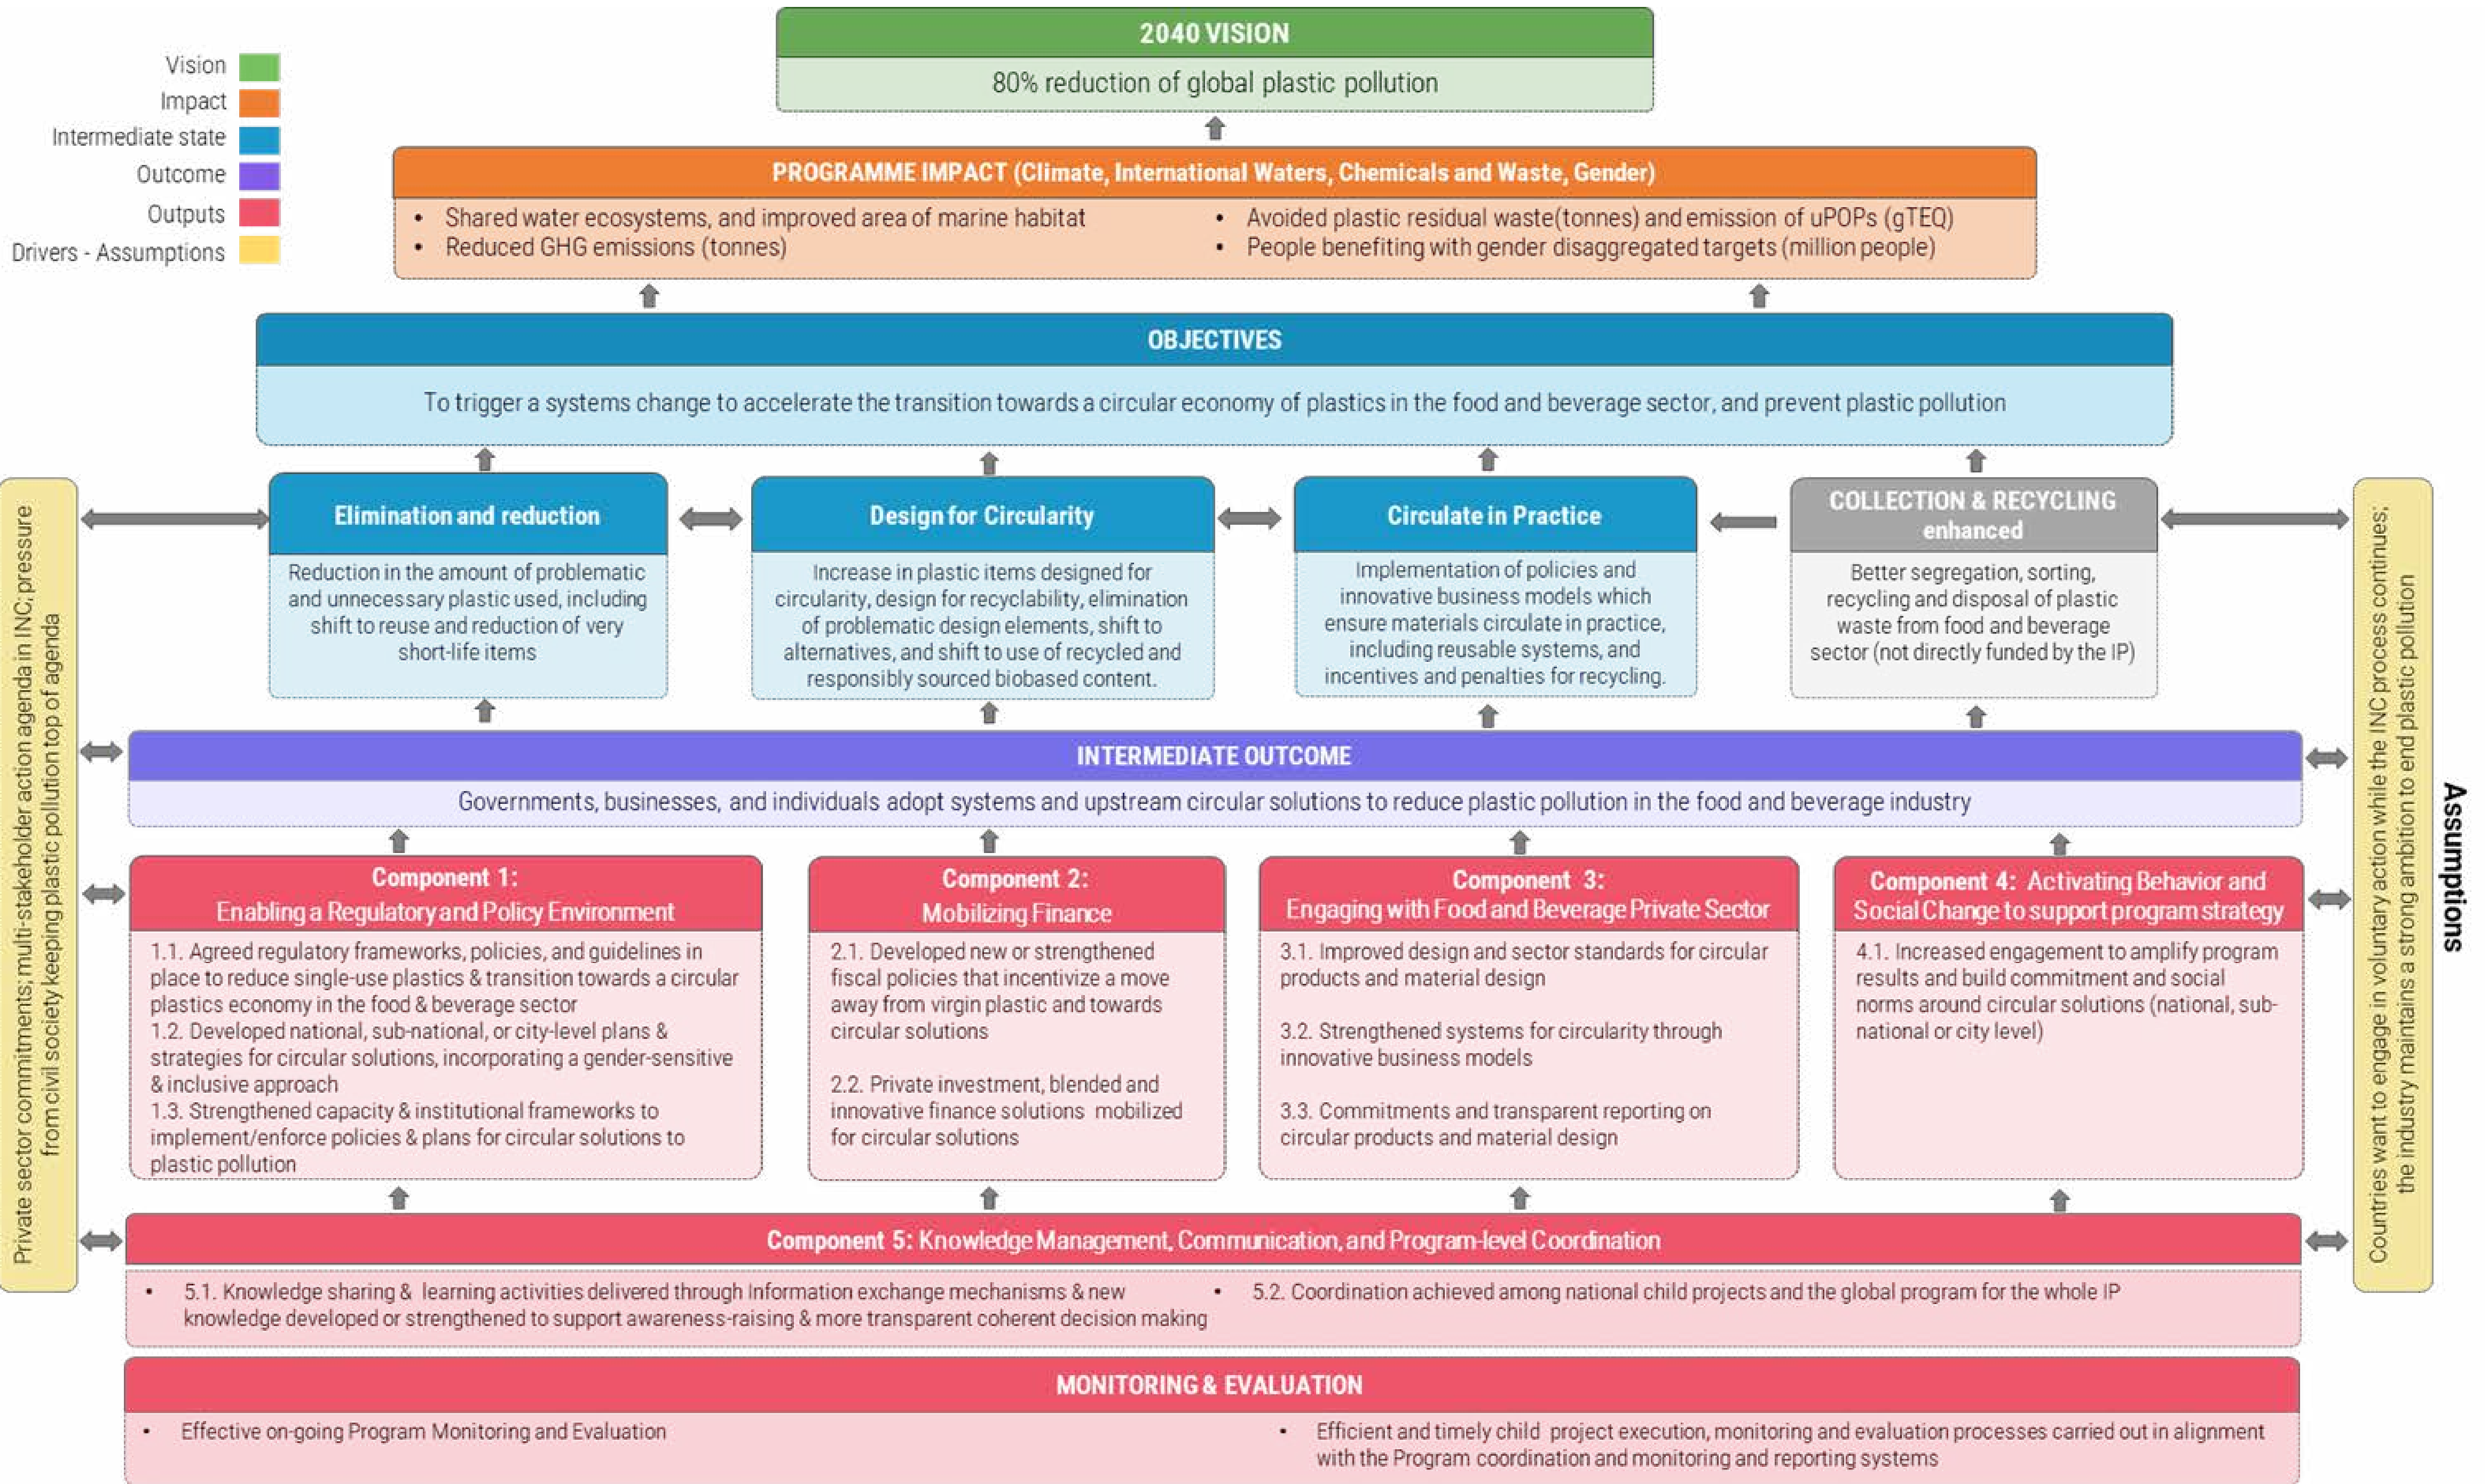 2040 VISION
80% reduction of global plastic pollution
Vision
Impact
Intermediate state
Outcome
Outputs
Drivers - Assumptions
PROGRAMME IMPACT (Climate, International Waters, Chemicals and Waste, Gender)
• Shared water ecosystems, and improved area of marine habitat
• Reduced GHG emissions (tonnes)
• Avoided plastic residual waste(tonnes) and emission of uPOPs (gTEQ)
• People benefiting with gender disaggregated targets (million people)
OBJECTIVES
To trigger a systems change to accelerate the transition towards a circular economy of plastics in the food and beverage sector, and prevent plastic pollution
Private sector commitments; multi-stakeholder action agenda in INC; pressure
from civil society keeping plastic pollution top of agenda
Elimination and reduction
Reduction in the amount of problematic
and unnecessary plastic used, including
shift to reuse and reduction of very
short-life items
Design for Circularity
Increase in plastic items designed for
circularity, design for recyclability, elimination
of problematic design elements, shift to
alternatives, and shift to use of recycled and
responsibly sourced biobased content.
Circulate in Practice
Implementation of policies and
innovative business models which
ensure materials circulate in practice,
including reusable systems, and
incentives and penalties for recycling.
COLLECTION & RECYCLING
enhanced
Better segregation, sorting,
recycling and disposal of plastic
waste from food and beverage
sector (not directly funded by the IP)
Countries want to engage in voluntary action while the INC process continues;
the industry maintains a strong ambition to end plastic pollution
Assumptions
INTERMEDIATE OUTCOME
Governments, businesses, and individuals adopt systems and upstream circular solutions to reduce plastic pollution in the food and beverage industry
Component 1:
Enabling a Regulatory and Policy Environment
1.1. Agreed regulatory frameworks, policies, and guidelines in
place to reduce single-use plastics & transition towards a circular
plastics economy in the food & beverage sector
1.2. Developed national, sub-national, or city-level plans &
strategies for circular solutions, incorporating a gender-sensitive
& inclusive approach
1.3. Strengthened capacity & institutional frameworks to
implement/enforce policies & plans for circular solutions to
plastic pollution
Component 2:
Mobilizing Finance
2.1. Developed new or strengthened
fiscal policies that incentivize a move
away from virgin plastic and towards
circular solutions
2.2. Private investment, blended and
innovative finance solutions mobilized
for circular solutions
Component 3:
Engaging with Food and Beverage Private Sector
3.1. Improved design and sector standards for circular
products and material design
3.2. Strengthened systems for circularity through
innovative business models
3.3. Commitments and transparent reporting on
circular products and material design
Component 4: Activating Behavior and
Social Change to support program strategy
4.1. Increased engagement to amplify program
results and build commitment and social
norms around circular solutions (national, sub-
national or city level)
Component 5: Knowledge Management, Communication, and Program-level Coordination
• 5.1. Knowledge sharing & learning activities delivered through Information exchange mechanisms & new
knowledge developed or strengthened to support awareness-raising & more transparent coherent decision making
• 5.2. Coordination achieved among national child projects and the global program for the whole IP
MONITORING & EVALUATION
• Effective on-going Program Monitoring and Evaluation
• Efficient and timely child project execution, monitoring and evaluation processes carried out in alignment
with the Program coordination and monitoring and reporting systems